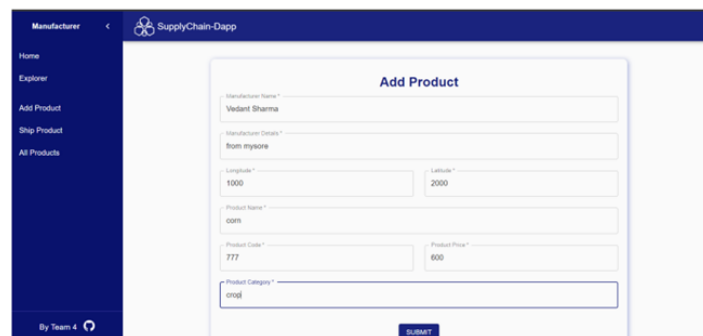 Manufacturer <
SupplyChain-Dapp
Home
Explorer
Add Product
Ship Product
All Products
By Team 4
Add Product
Manufacturer Name *
Vedant Sharma
Manufacturer Details *
from mysore
Longitude * Latitude *
1000 2000
Product Name *
corn
Product Code * Product Price *
777 600
Product Category *
crop
SUBMIT